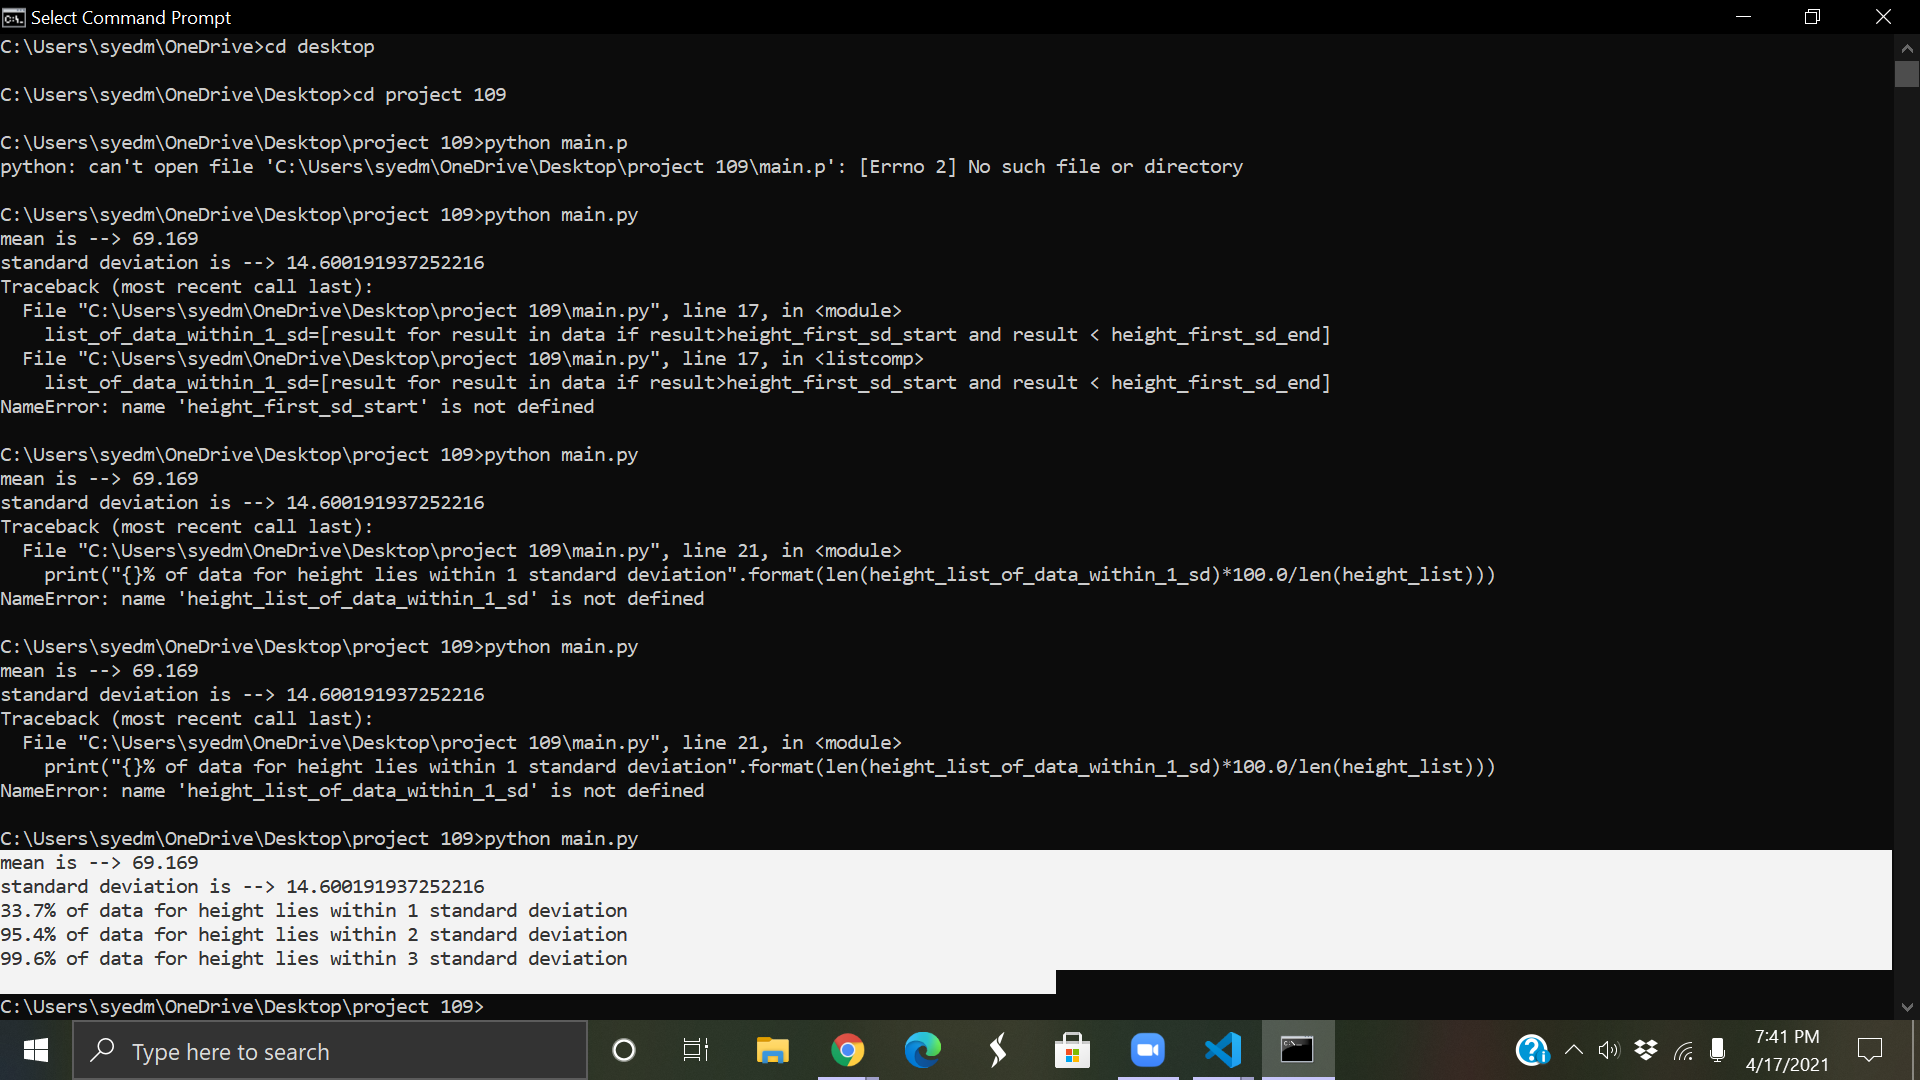 Select Command Prompt
C:\Users\syedm\OneDrive>cd desktop
C:\Users\syedm\OneDrive\Desktop>cd project 109
C:\Users\syedm\OneDrive\Desktop\project 109>python main.p
python: can't open file 'C:\Users\syedm\OneDrive\Desktop\project 109\main.p': [Errno 2] No such file or directory
C:\Users\syedm\OneDrive\Desktop\project 109>python main.py
mean is --> 69.169
standard deviation is --> 14.600191937252216
Traceback (most recent call last):
  File "C:\Users\syedm\OneDrive\Desktop\project 109\main.py", line 17, in <module>
    list_of_data_within_1_sd=[result for result in data if result>height_first_sd_start and result < height_first_sd_end]
  File "C:\Users\syedm\OneDrive\Desktop\project 109\main.py", line 17, in <listcomp>
    list_of_data_within_1_sd=[result for result in data if result>height_first_sd_start and result < height_first_sd_end]
NameError: name 'height_first_sd_start' is not defined
C:\Users\syedm\OneDrive\Desktop\project 109>python main.py
mean is --> 69.169
standard deviation is --> 14.600191937252216
Traceback (most recent call last):
  File "C:\Users\syedm\OneDrive\Desktop\project 109\main.py", line 21, in <module>
    print("{}% of data for height lies within 1 standard deviation".format(len(height_list_of_data_within_1_sd)*100.0/len(height_list)))
NameError: name 'height_list_of_data_within_1_sd' is not defined
C:\Users\syedm\OneDrive\Desktop\project 109>python main.py
mean is --> 69.169
standard deviation is --> 14.600191937252216
Traceback (most recent call last):
  File "C:\Users\syedm\OneDrive\Desktop\project 109\main.py", line 21, in <module>
    print("{}% of data for height lies within 1 standard deviation".format(len(height_list_of_data_within_1_sd)*100.0/len(height_list)))
NameError: name 'height_list_of_data_within_1_sd' is not defined
C:\Users\syedm\OneDrive\Desktop\project 109>python main.py
mean is --> 69.169
standard deviation is --> 14.600191937252216
33.7% of data for height lies within 1 standard deviation
95.4% of data for height lies within 2 standard deviation
99.6% of data for height lies within 3 standard deviation
C:\Users\syedm\OneDrive\Desktop\project 109>
Type here to search
7:41 PM
4/17/2021